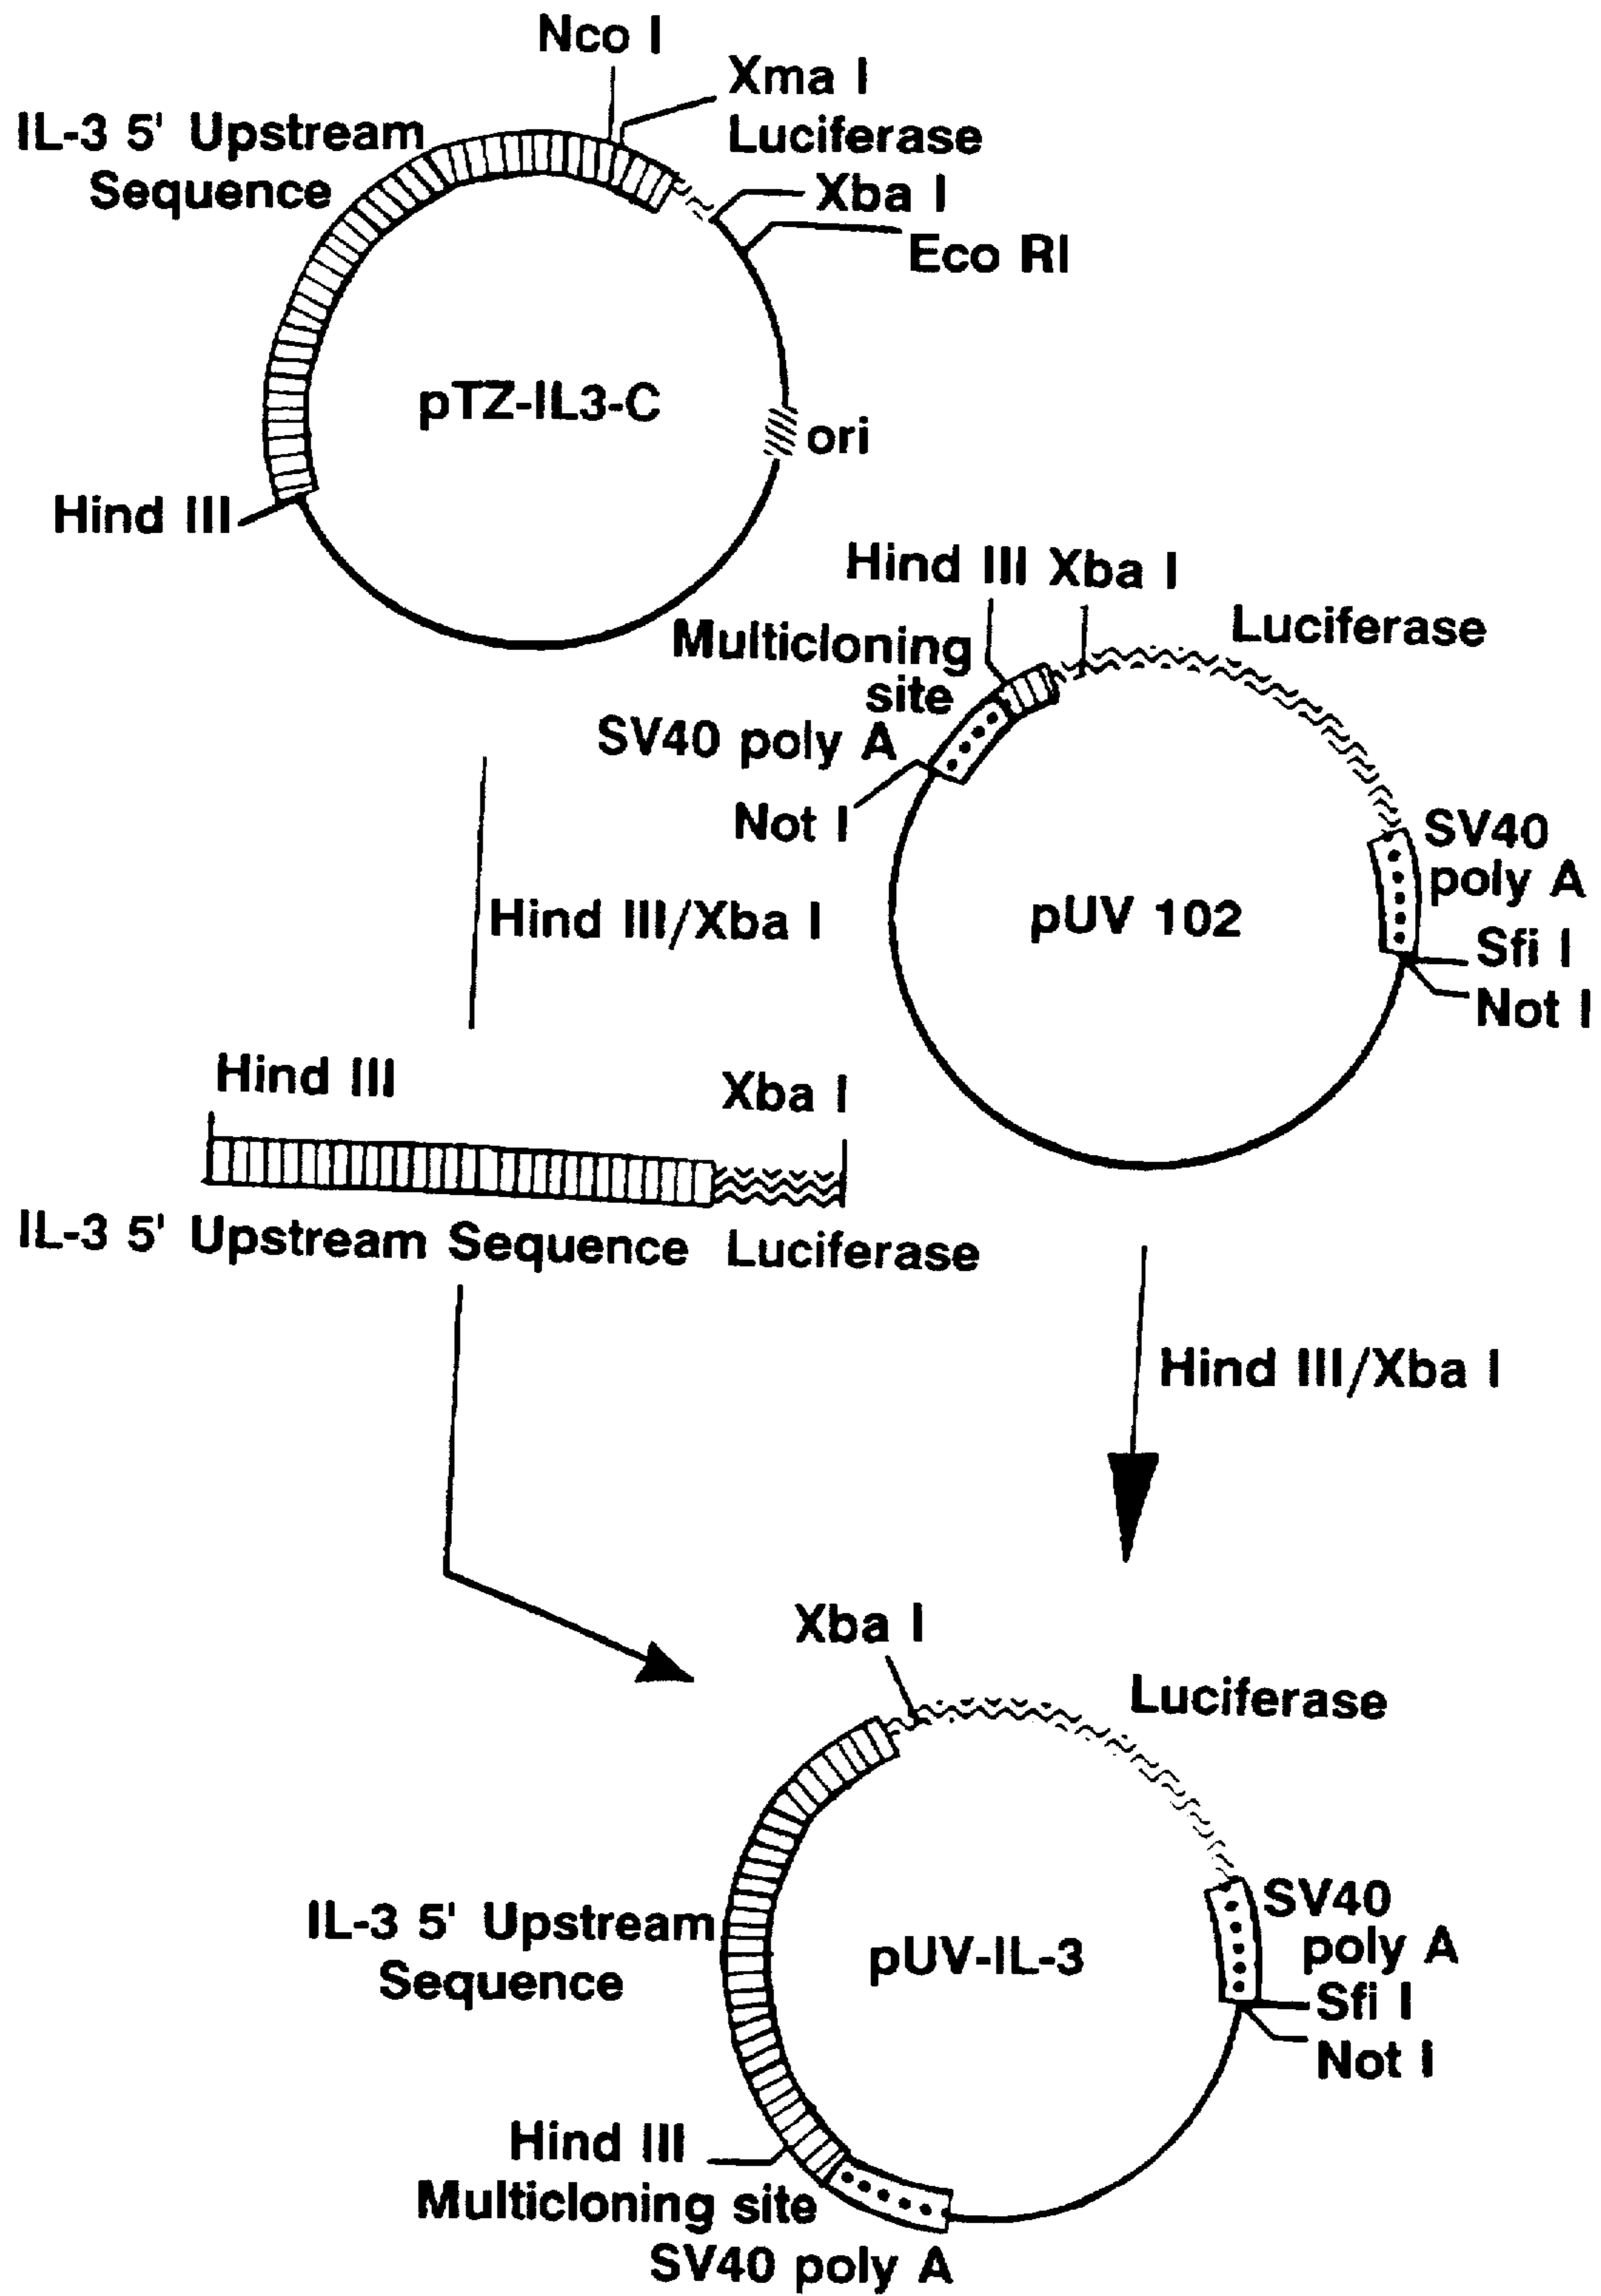 Nco I
Xma I
IL-3 5' Upstream
Sequence
Luciferase
Xba I
Eco RI
pTZ-IL3-C
ori
Hind III
Hind III Xba I
Luciferase
Multicloning
site
SV40 poly A
Not I
SV40
poly A
pUV 102
Sfi I
Not I
Hind III/Xba I
Hind III
Xba I
IL-3 5' Upstream Sequence Luciferase
Hind III/Xba I
Xba I
Luciferase
IL-3 5' Upstream
Sequence
pUV-IL-3
SV40
poly A
Sfi I
Not I
Hind III
Multicloning site
SV40 poly A